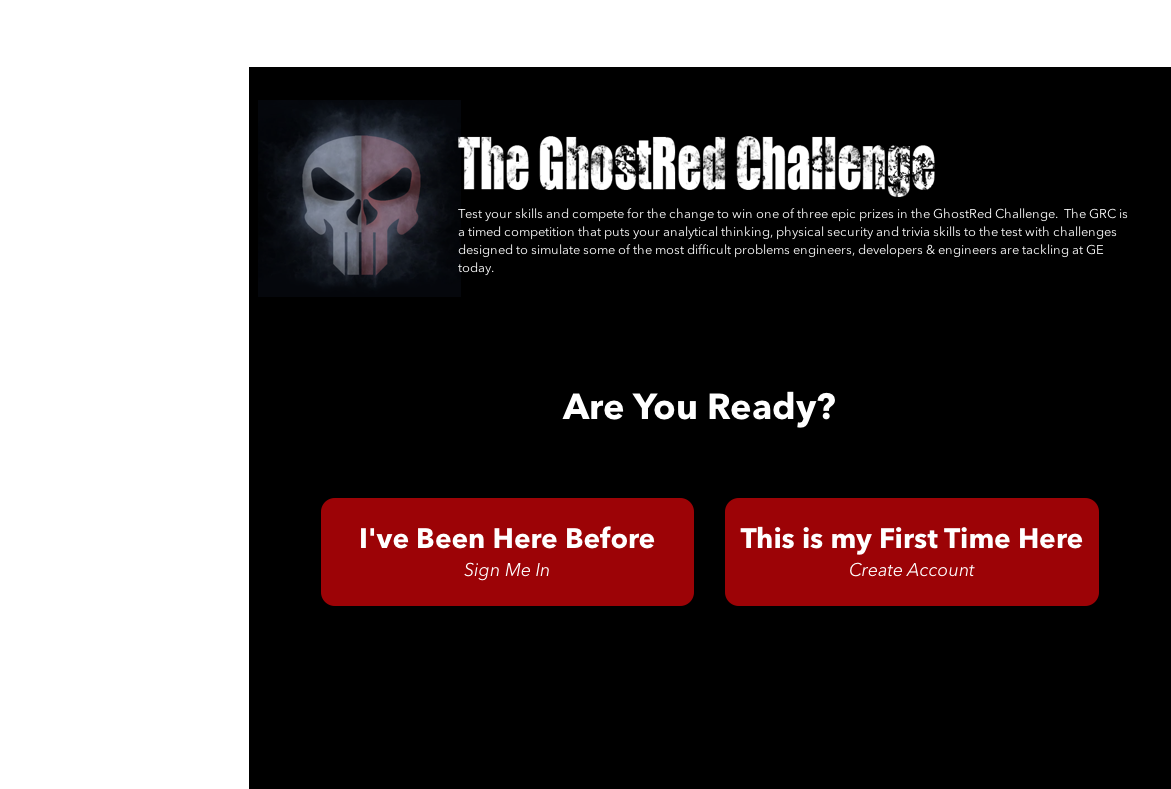 The GhostRed Challenge
Test your skills and compete for the change to win one of three epic prizes in the GhostRed Challenge.  The GRC is
a timed competition that puts your analytical thinking, physical security and trivia skills to the test with challenges
designed to simulate some of the most difficult problems engineers, developers & engineers are tackling at GE
today.
Are You Ready?
I've Been Here Before
Sign Me In
This is my First Time Here
Create Account